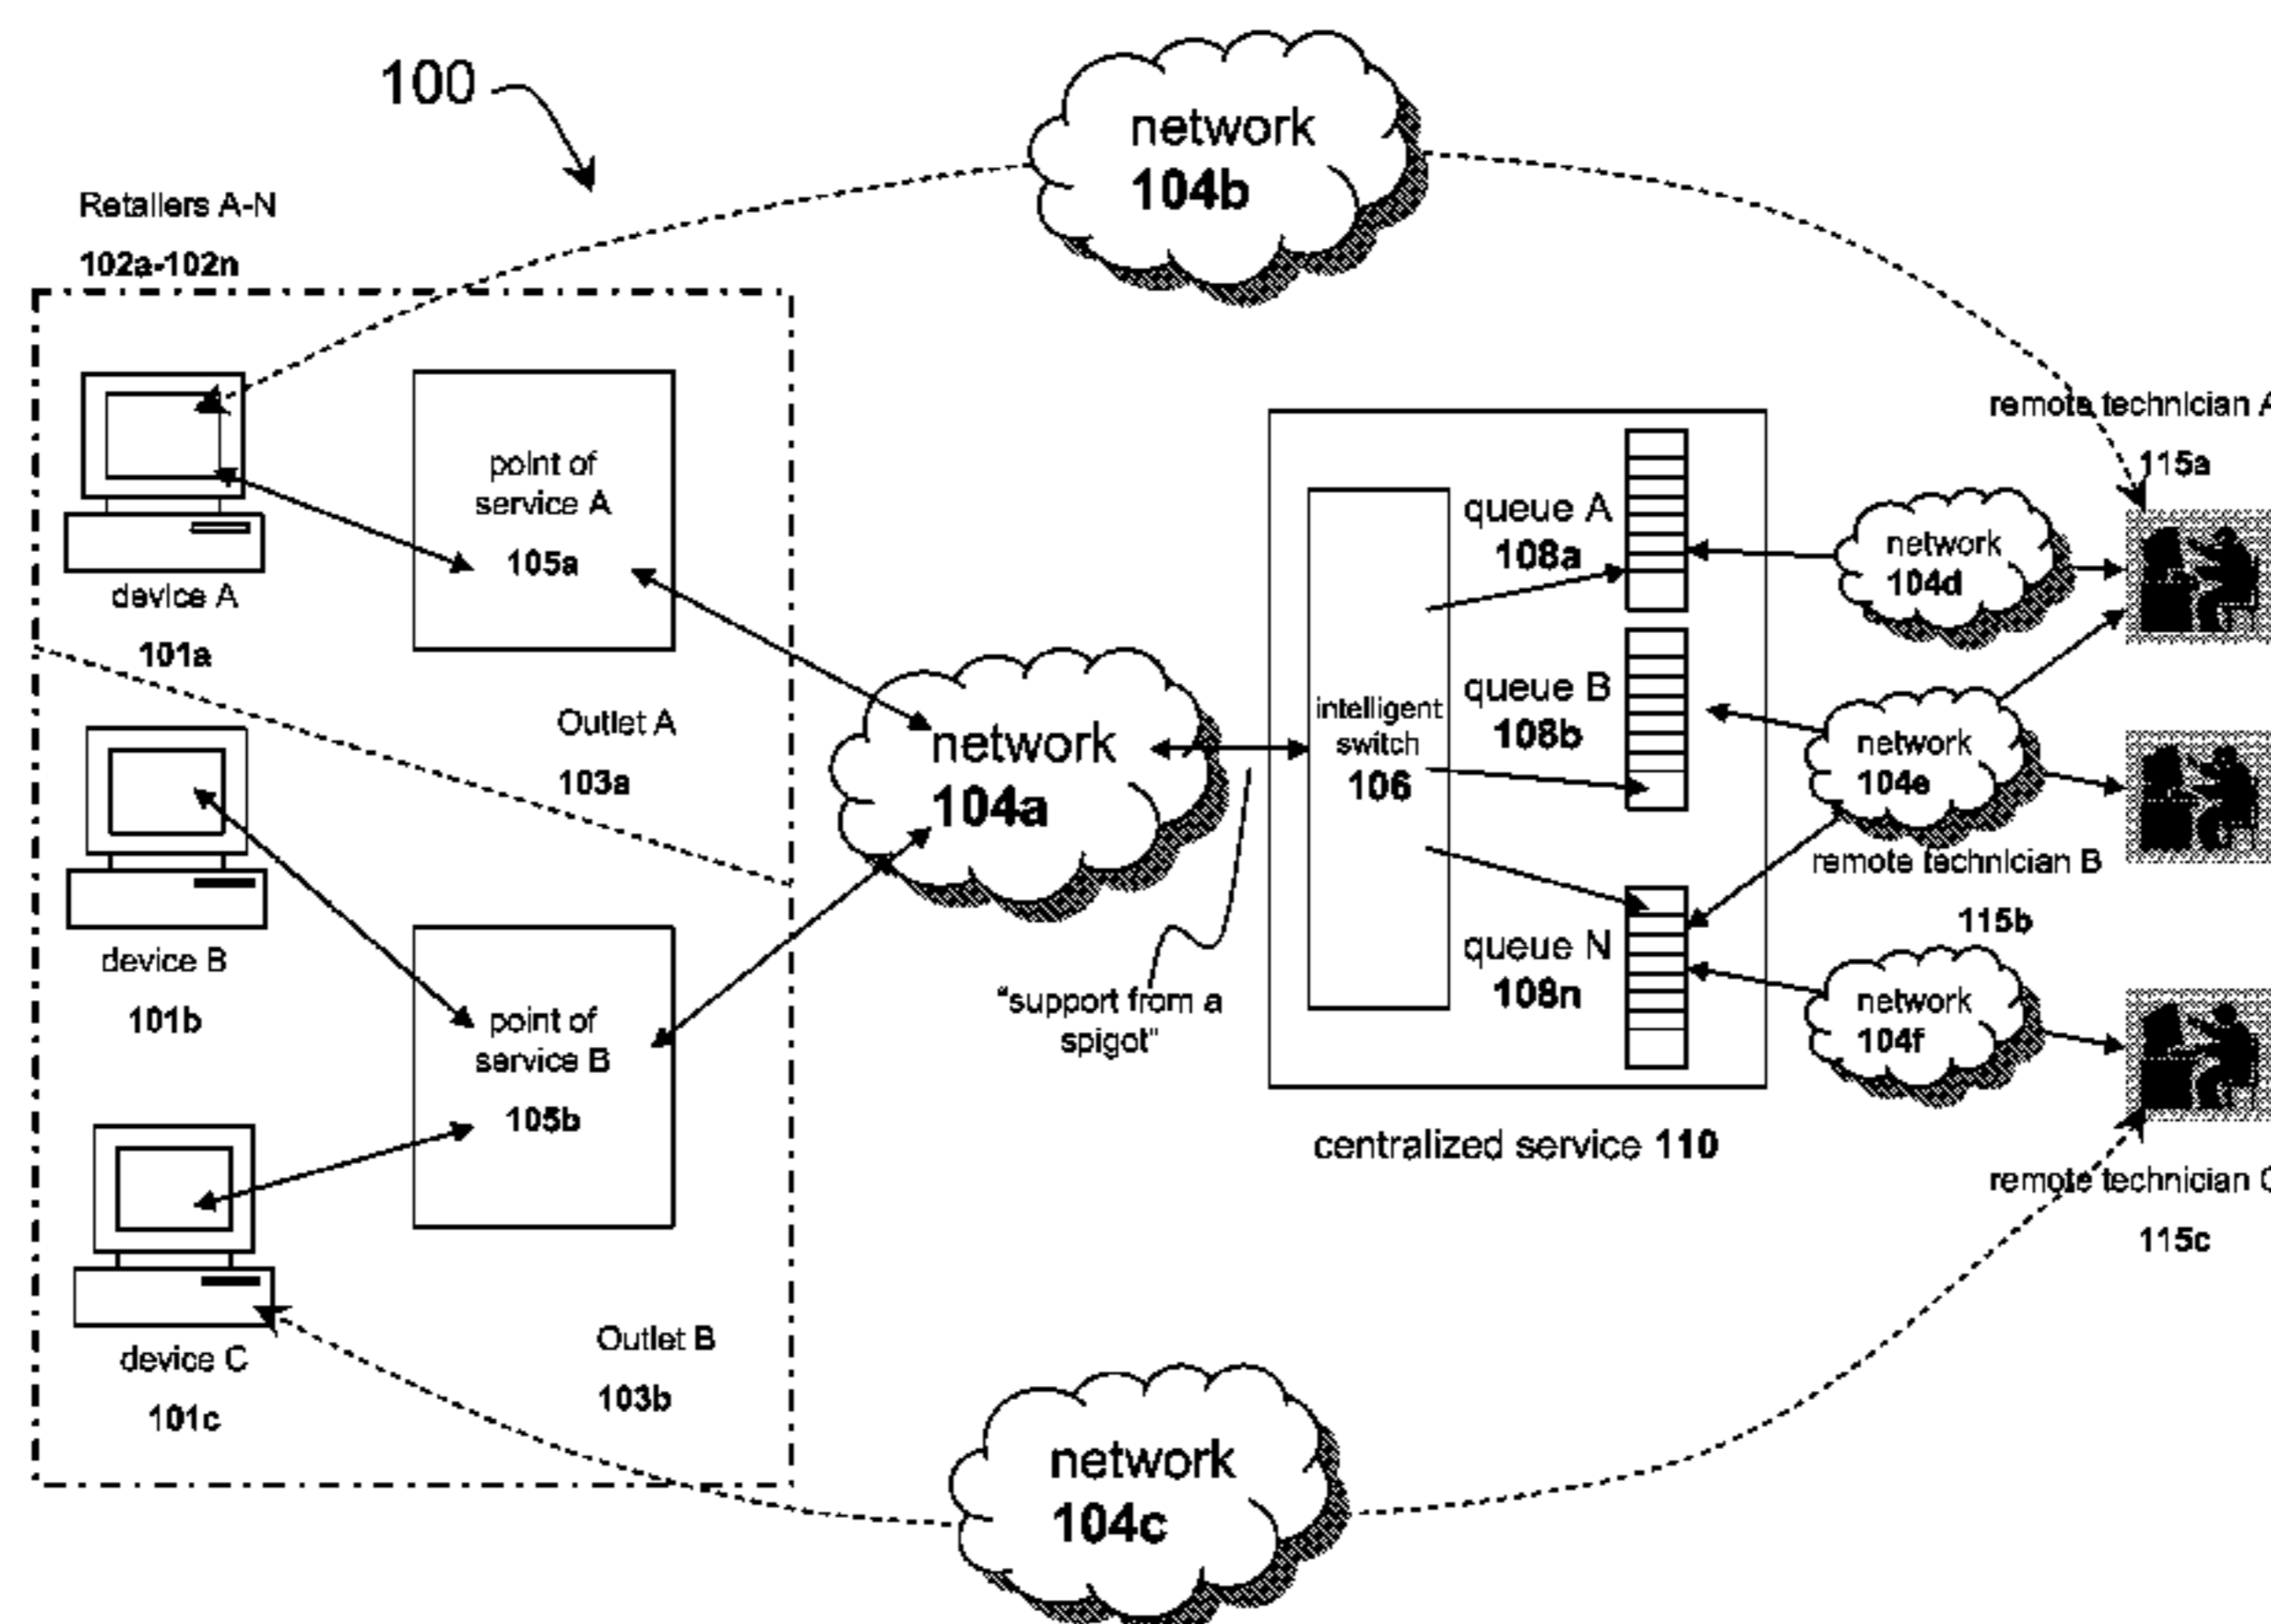 100
network
104b
Retailers A-N
102a-102n
remote technician A
115a
point of
service A
105a
device A
101a
queue A
108a
network
104d
Outlet A
103a
network
104a
intelligent
switch
106
queue B
108b
network
104e
remote technician B
115b
device B
101b
point of
service B
105b
"support from a
spigot"
queue N
108n
network
104f
centralized service 110
remote technician C
115c
device C
101c
Outlet B
103b
network
104c